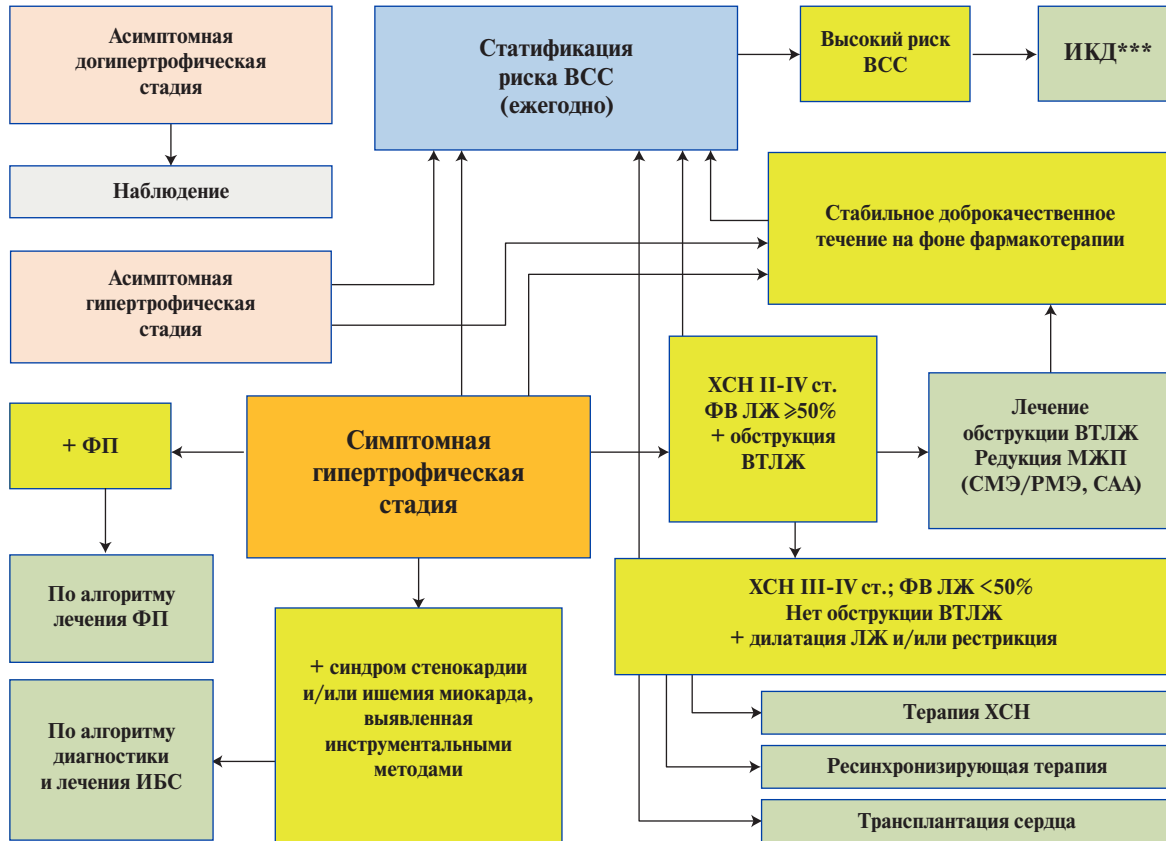 Асимптомная
догипертрофическая
стадия
Статификация
риска ВСС
(ежегодно)
Высокий риск
ВСС
ИКД***
Наблюдение
Стабильное доброкачественное
течение на фоне фармакотерапии
Асимптомная
гипертрофическая
стадия
+ ФП
Симптомная
гипертрофическая
стадия
ХСН II-IV ст.
ФВ ЛЖ ⩾50%
+ обструкция
ВТЛЖ
Лечение
обструкции ВТЛЖ
Редукция МЖП
(СМЭ/РМЭ, САА)
По алгоритму
лечения ФП
ХСН III-IV ст.; ФВ ЛЖ <50%
Нет обструкции ВТЛЖ
+ дилатация ЛЖ и/или рестрикция
+ синдром стенокардии
и/или ишемия миокарда,
выявленная
инструментальными
методами
По алгоритму
диагностики
и лечения ИБС
Терапия ХСН
Ресинхронизирующая терапия
Трансплантация сердца